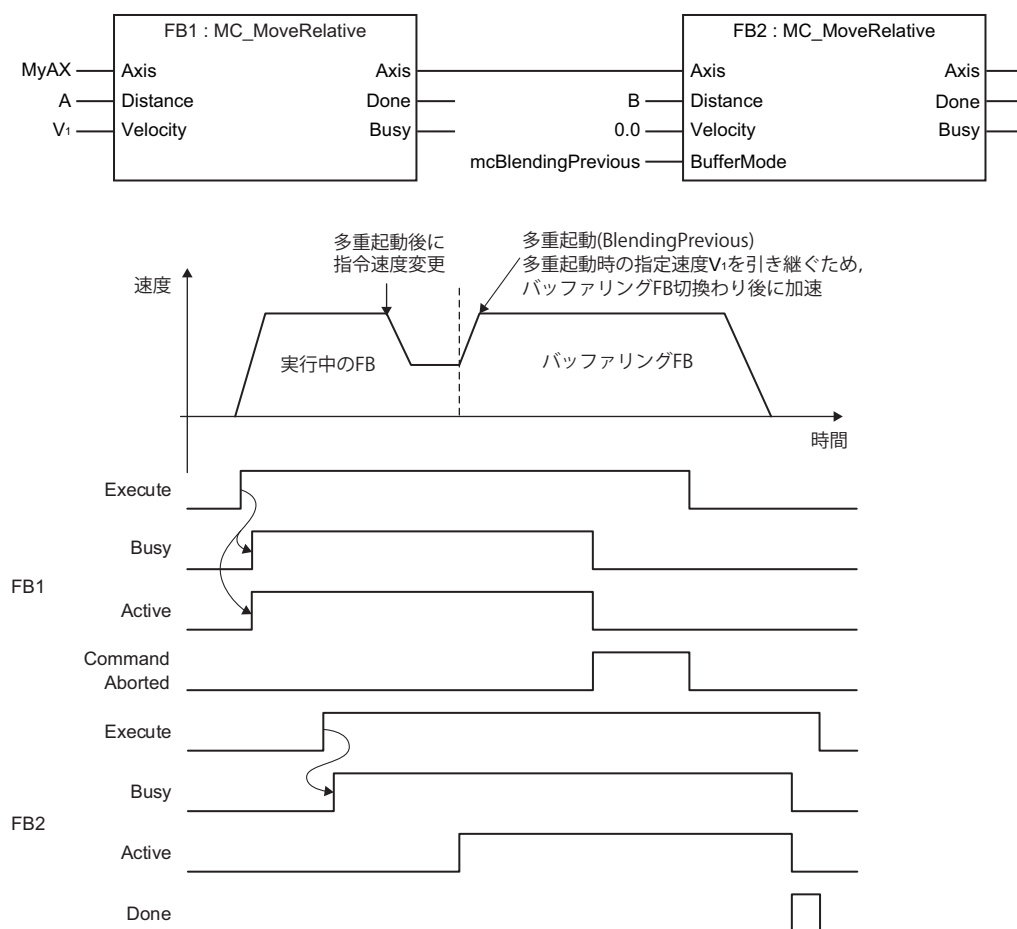 FB1 : MC_MoveRelative
FB2 : MC_MoveRelative
MyAX
Axis
Axis
Axis
Axis
A
Distance
Done
B
Distance
Done
V1
Velocity
Busy
0.0
Velocity
Busy
mcBlendingPrevious
BufferMode
多重起動後に
指令速度変更
多重起動(BlendingPrevious)
多重起動時の指定速度V1を引き継ぐため,
バッファリングFB切換わり後に加速
速度
実行中のFB
バッファリングFB
時間
Execute
Busy
FB1
Active
Command
Aborted
Execute
Busy
FB2
Active
Done